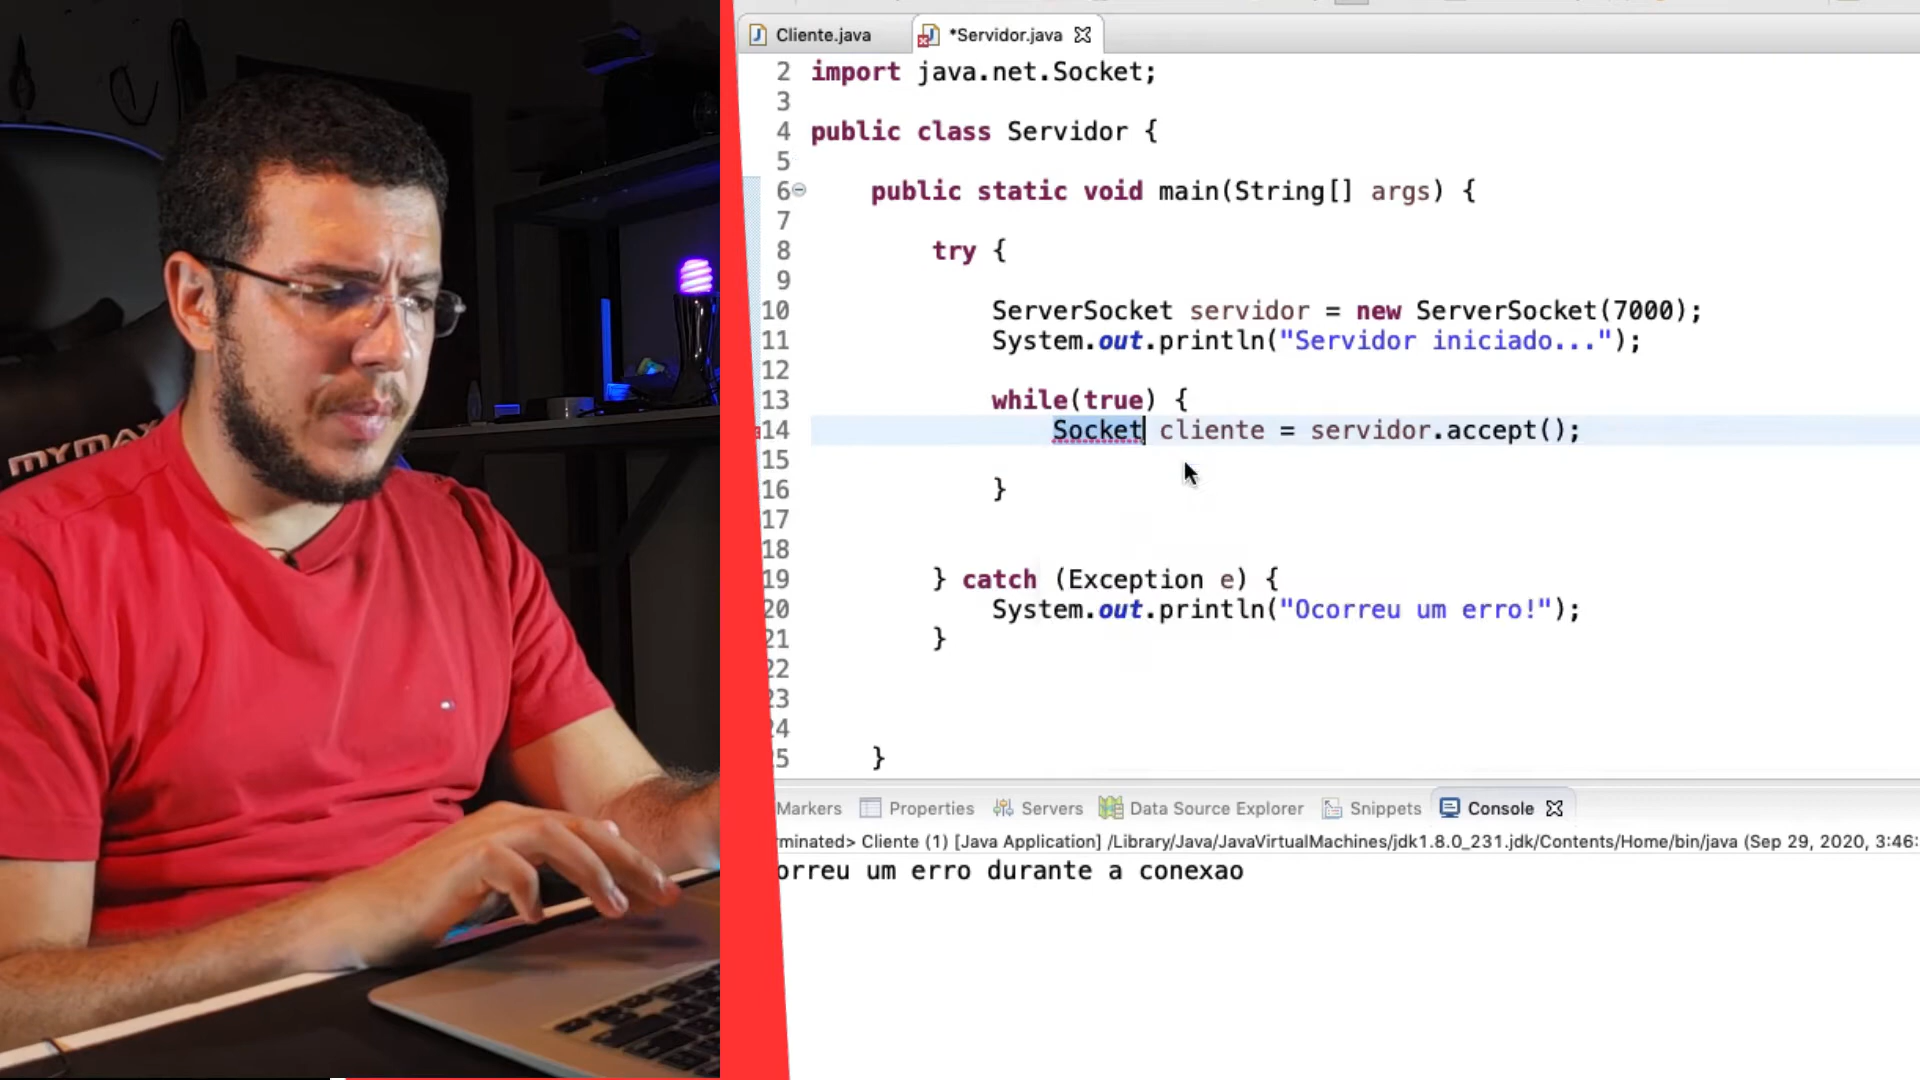 MYMAX
Cliente.java
*Servidor.java
2 import java.net.Socket;
3
4 public class Servidor {
5
6 public static void main(String[] args) {
7
8 try {
9
10 ServerSocket servidor = new ServerSocket(7000);
11 System.out.println("Servidor iniciado...");
12
13 while(true) {
14 Socket cliente = servidor.accept();
15
16 }
17
18
19 } catch (Exception e) {
20 System.out.println("Ocorreu um erro!");
21 }
22
23
24
5 }
Markers Properties Servers Data Source Explorer Snippets Console
minated> Cliente (1) [Java Application] /Library/Java/JavaVirtualMachines/jdk1.8.0_231.jdk/Contents/Home/bin/java (Sep 29, 2020, 3:46:
orreu um erro durante a conexao